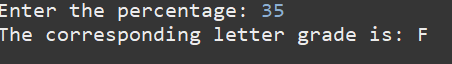 Enter the percentage: 35
The corresponding letter grade is: F